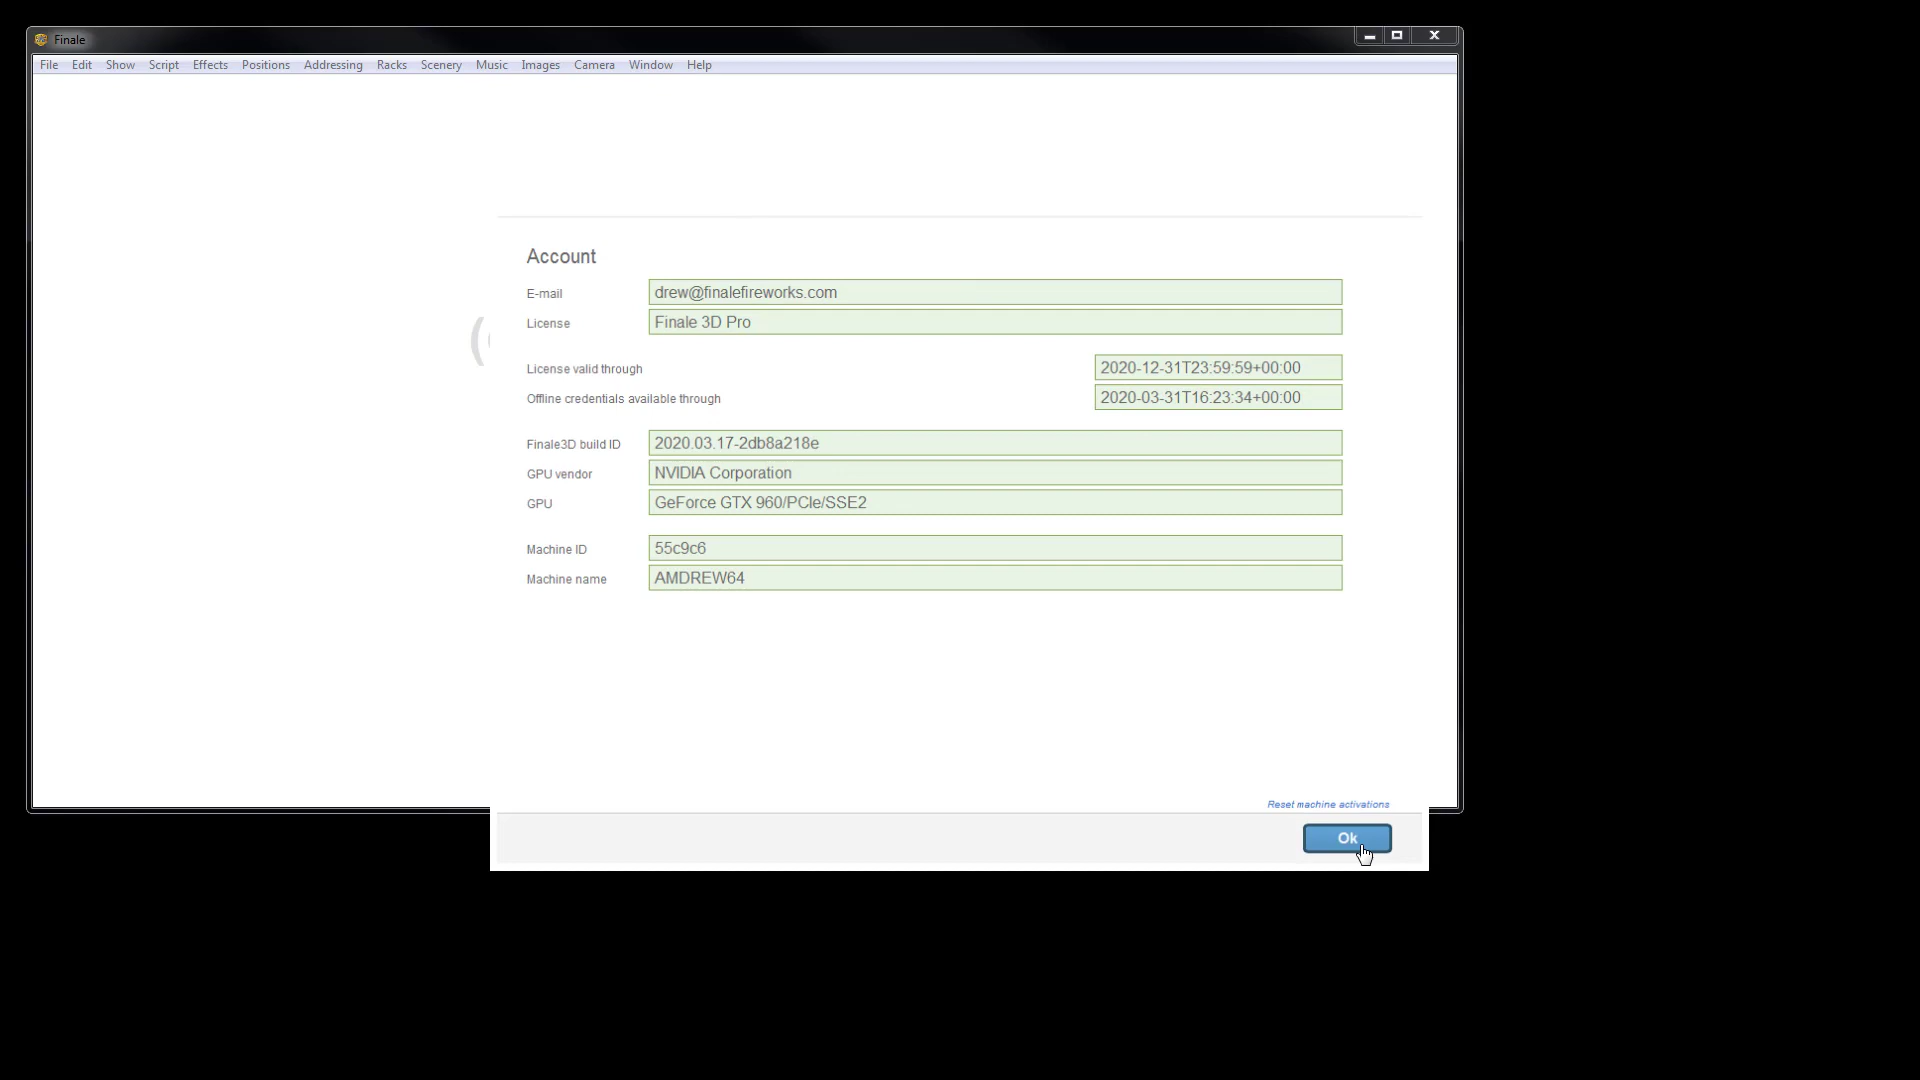 Finale
File Edit Show Script Effects Positions Addressing Racks Scenery Music Images Camera Window Help
Account
E-mail drew@finalefireworks.com
License Finale 3D Pro
License valid through 2020-12-31T23:59:59+00:00
Offline credentials available through 2020-03-31T16:23:34+00:00
Finale3D build ID 2020.03.17-2db8a218e
GPU vendor NVIDIA Corporation
GPU GeForce GTX 960/PCIe/SSE2
Machine ID 55c9c6
Machine name AMDREW64
Reset machine activations
Ok